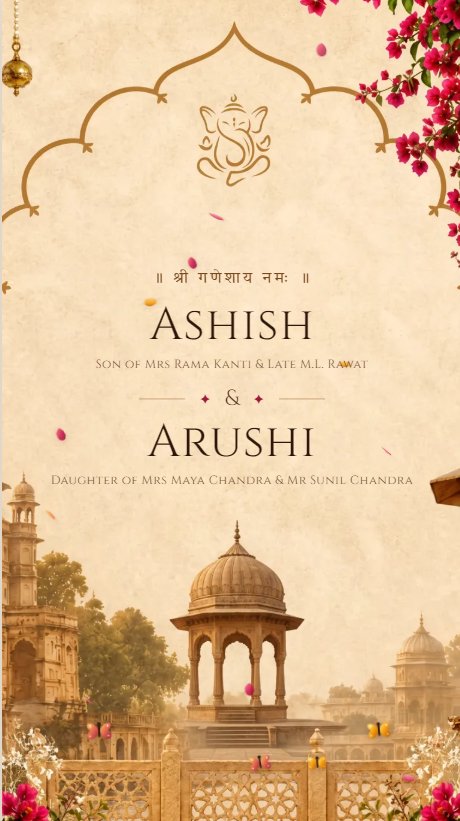 ॥ श्री गणेशाय नमः ॥
Ashish
Son of Mrs Rama Kanti & Late M.L. Rawat
&
Arushi
Daughter of Mrs Maya Chandra & Mr Sunil Chandra